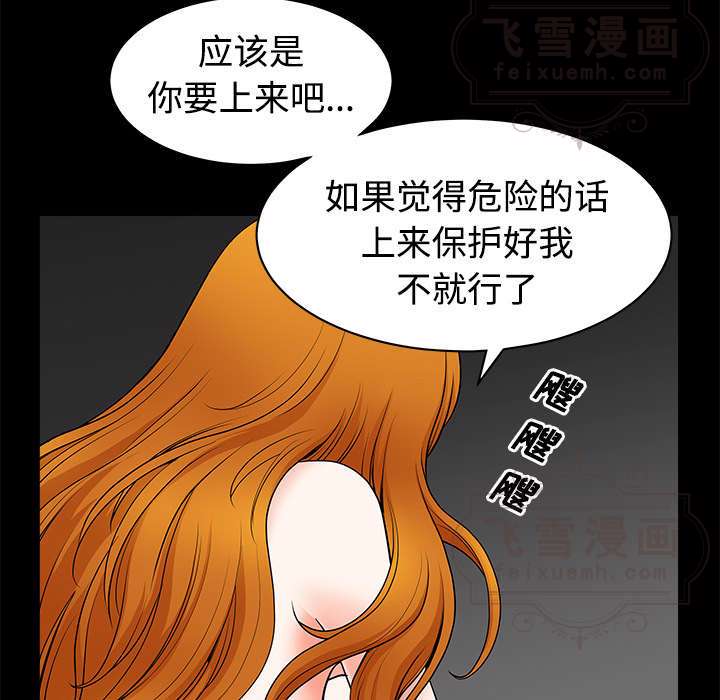 飞雪漫画
feixuemh.com
应该是
你要上来吧...
如果觉得危险的话
上来保护好我
不就行了
飕
飕
飕
飞雪漫画
feixuemh.com